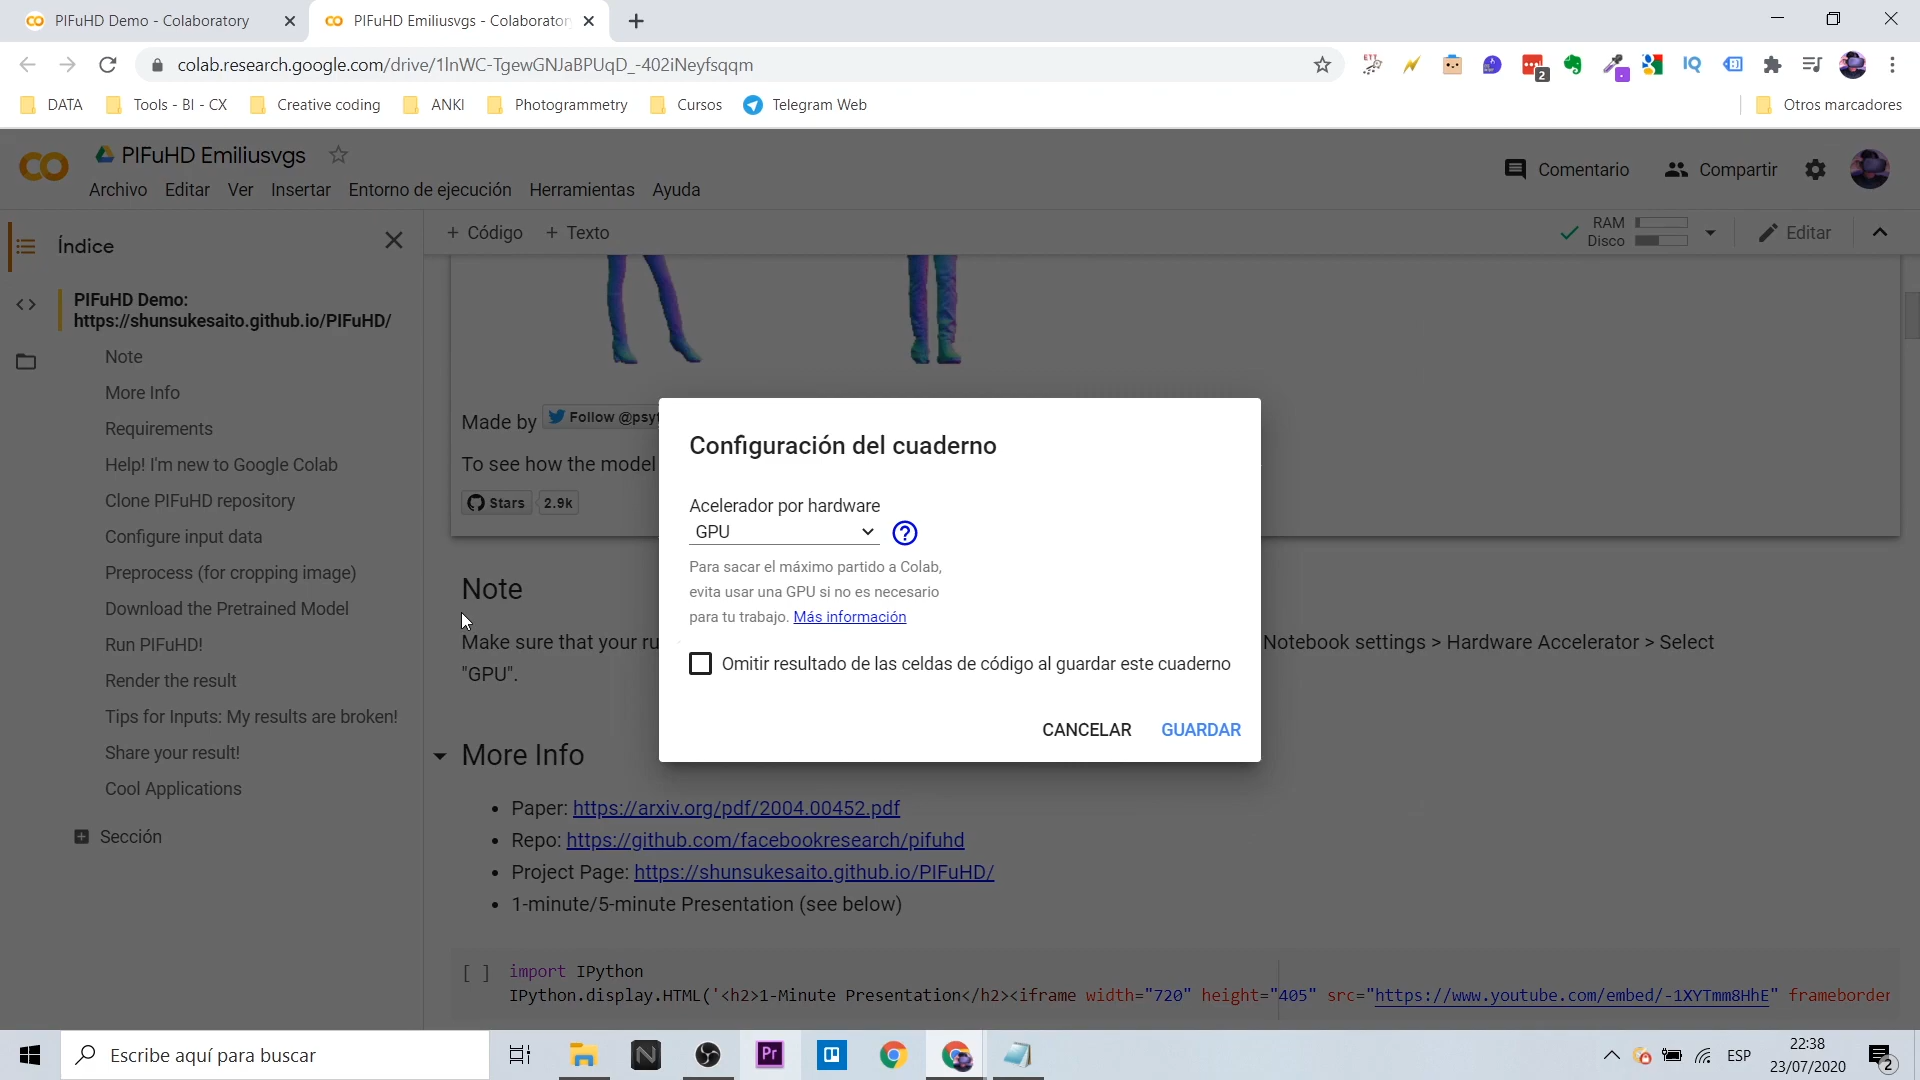 PIFuHD Demo - Colaboratory
PIFuHD Emiliusvgs - Colaborator
colab.research.google.com/drive/1lnWC-TgewGNJaBPUqD_-402iNeyfsqqm
DATA
Tools - BI - CX
Creative coding
ANKI
Photogrammetry
Cursos
Telegram Web
Otros marcadores
PIFuHD Emiliusvgs
Archivo Editar Ver Insertar Entorno de ejecución Herramientas Ayuda
Comentario
Compartir
Índice
+ Código + Texto
RAM
Disco
Editar
PIFuHD Demo:
https://shunsukesaito.github.io/PIFuHD/
Note
More Info
Requirements
Help! I'm new to Google Colab
Clone PIFuHD repository
Configure input data
Preprocess (for cropping image)
Download the Pretrained Model
Run PIFuHD!
Render the result
Tips for Inputs: My results are broken!
Share your result!
Cool Applications
Sección
Made by Follow @psy
To see how the model
Stars 2.9k
Note
Make sure that your ru
Notebook settings > Hardware Accelerator > Select
"GPU".
Configuración del cuaderno
Acelerador por hardware
GPU
Para sacar el máximo partido a Colab,
evita usar una GPU si no es necesario
para tu trabajo. Más información
Omitir resultado de las celdas de código al guardar este cuaderno
CANCELAR GUARDAR
More Info
• Paper: https://arxiv.org/pdf/2004.00452.pdf
• Repo: https://github.com/facebookresearch/pifuhd
• Project Page: https://shunsukesaito.github.io/PIFuHD/
• 1-minute/5-minute Presentation (see below)
[ ] import IPython
IPython.display.HTML('<h2>1-Minute Presentation</h2><iframe width="720" height="405" src="https://www.youtube.com/embed/-1XYTmm8HhE" frameborder
Escribe aquí para buscar
ESP
22:38
23/07/2020
2